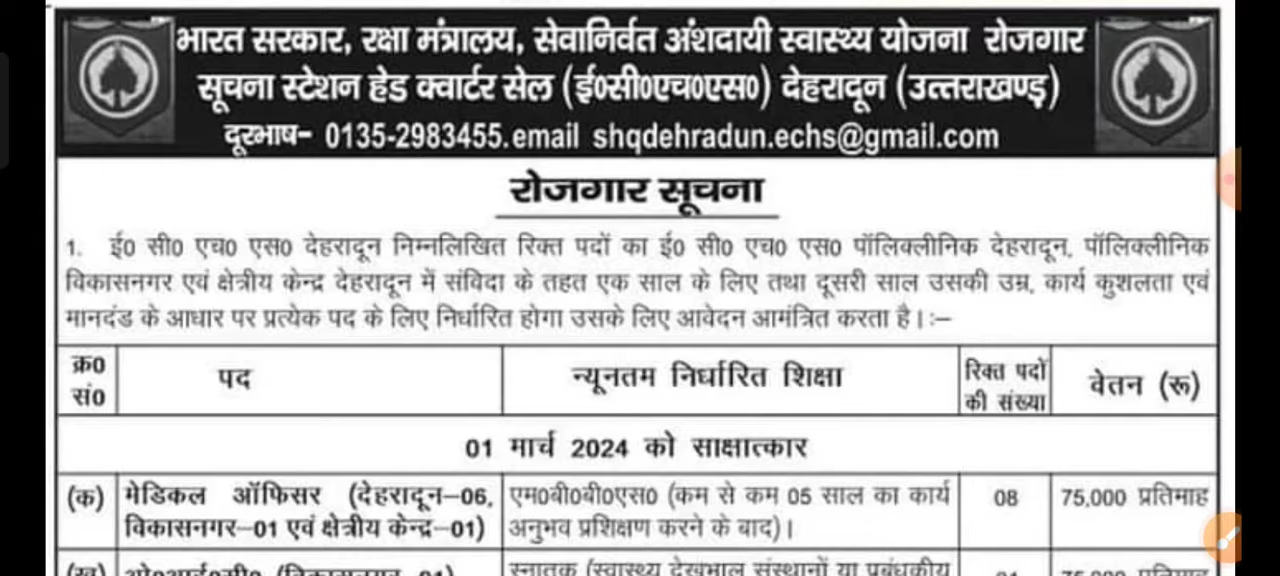 भारत सरकार, रक्षा मंत्रालय, सेवानिर्वत अंशदायी स्वास्थ्य योजना रोजगार
सूचना स्टेशन हेड क्वार्टर सेल (ई0सी0एच0एस0) देहरादून (उत्तराखण्ड)
दूरभाष- 0135-2983455.email shqdehradun.echs@gmail.com
रोजगार सूचना
1. ई0 सी0 एच0 एस0 देहरादून निम्नलिखित रिक्त पदों का ई0 सी0 एच0 एस0 पॉलिक्लीनिक देहरादून, पॉलिक्लीनिक
विकासनगर एवं क्षेत्रीय केन्द्र देहरादून में संविदा के तहत एक साल के लिए तथा दूसरी साल उसकी उम्र, कार्य कुशलता एवं
मानदंड के आधार पर प्रत्येक पद के लिए निर्धारित होगा उसके लिए आवेदन आमंत्रित करता है।:–
क्र0 सं0 पद न्यूनतम निर्धारित शिक्षा रिक्त पदों की संख्या वेतन (रू)
01 मार्च 2024 को साक्षात्कार
(क) मेडिकल ऑफिसर (देहरादून–06, एम0बी0बी0एस0 (कम से कम 05 साल का कार्य 08 75,000 प्रतिमाह
विकासनगर–01 एवं क्षेत्रीय केन्द्र–01) अनुभव प्रशिक्षण करने के बाद)।
स्नातक (स्वास्थ्य देखभाल संस्थानों या प्रबंधकीय